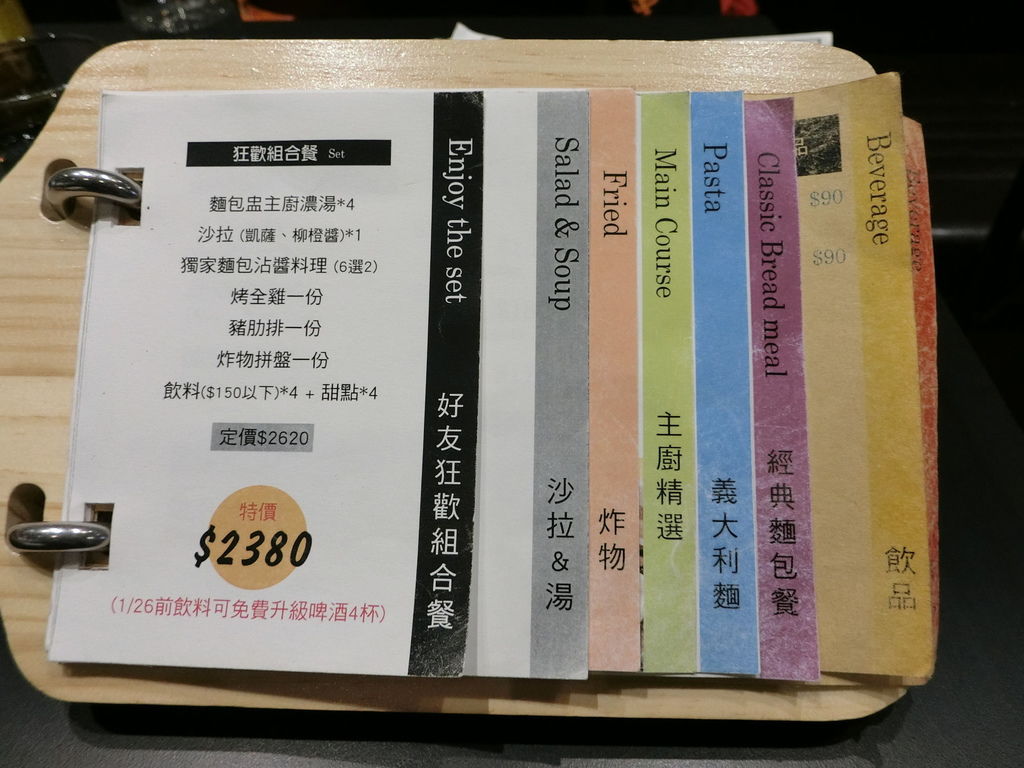 狂歡組合餐 Set
麵包盅主廚濃湯*4
沙拉 (凱薩、柳橙醬)*1
獨家麵包沾醬料理 (6選2)
烤全雞一份
豬肋排一份
炸物拼盤一份
飲料($150以下)*4 + 甜點*4
定價$2620
特價
$2380
(1/26前飲料可免費升級啤酒4杯)
Enjoy the set 好友狂歡組合餐
Salad & Soup 沙拉&湯
Fried 炸物
Main Course 主廚精選
Pasta 義大利麵
Classic Bread meal 經典麵包餐
品
$90
$90
Beverage 飲品